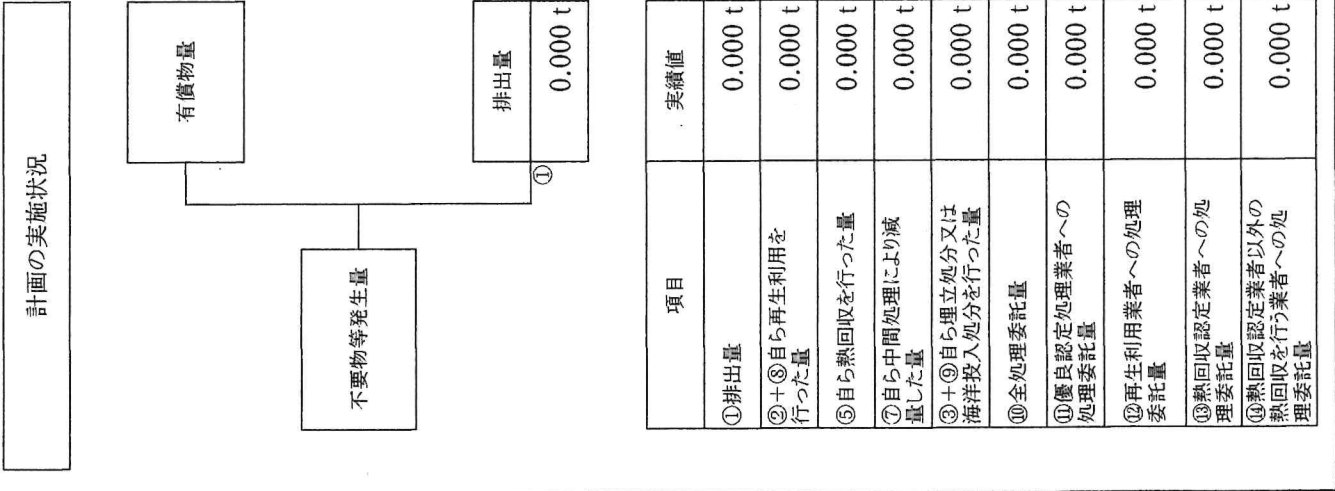 計画の実施状況
有償物量
不要物等発生量
排出量
①
0.000 t
項目
実績値
①排出量
0.000 t
②+⑧自ら再生利用を
行った量
0.000 t
⑤自ら熱回収を行った量
0.000 t
⑦自ら中間処理により減
量した量
0.000 t
③+⑨自ら埋立処分又は
海洋投入処分を行った量
0.000 t
⑩全処理委託量
0.000 t
⑪優良認定処理業者への
処理委託量
0.000 t
⑫再生利用業者への処理
委託量
0.000 t
⑬熱回収認定業者への処
理委託量
0.000 t
⑭熱回収認定業者以外の
熱回収を行う業者への処
理委託量
0.000 t